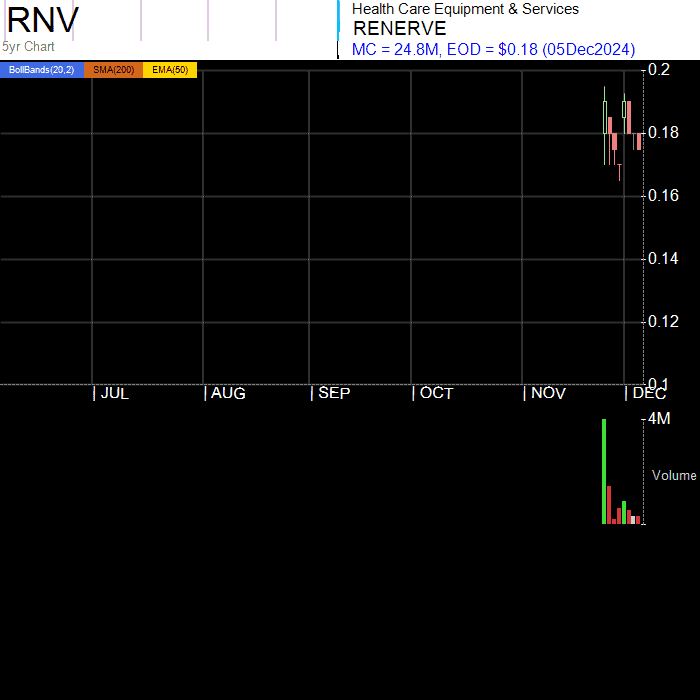 RNV
5yr Chart
Health Care Equipment & Services
RENERVE
MC = 24.8M, EOD = $0.18 (05Dec2024)
BollBands(20,2) SMA(200) EMA(50)
0.2
0.18
0.16
0.14
0.12
0.1
| JUL | AUG | SEP | OCT | NOV | DEC
4M
Volume